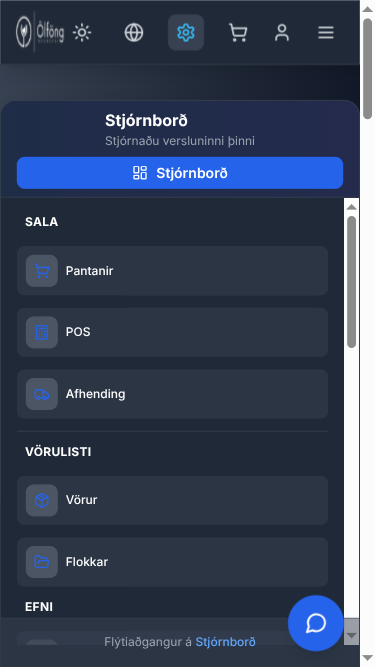 Ölföng
Stjórnborð
Stjórnaðu versluninni þinni
Stjórnborð
SALA
Pantanir
POS
Afhending
VÖRULISTI
Vörur
Flokkar
EFNI
Flýtiaðgangur á Stjórnborð